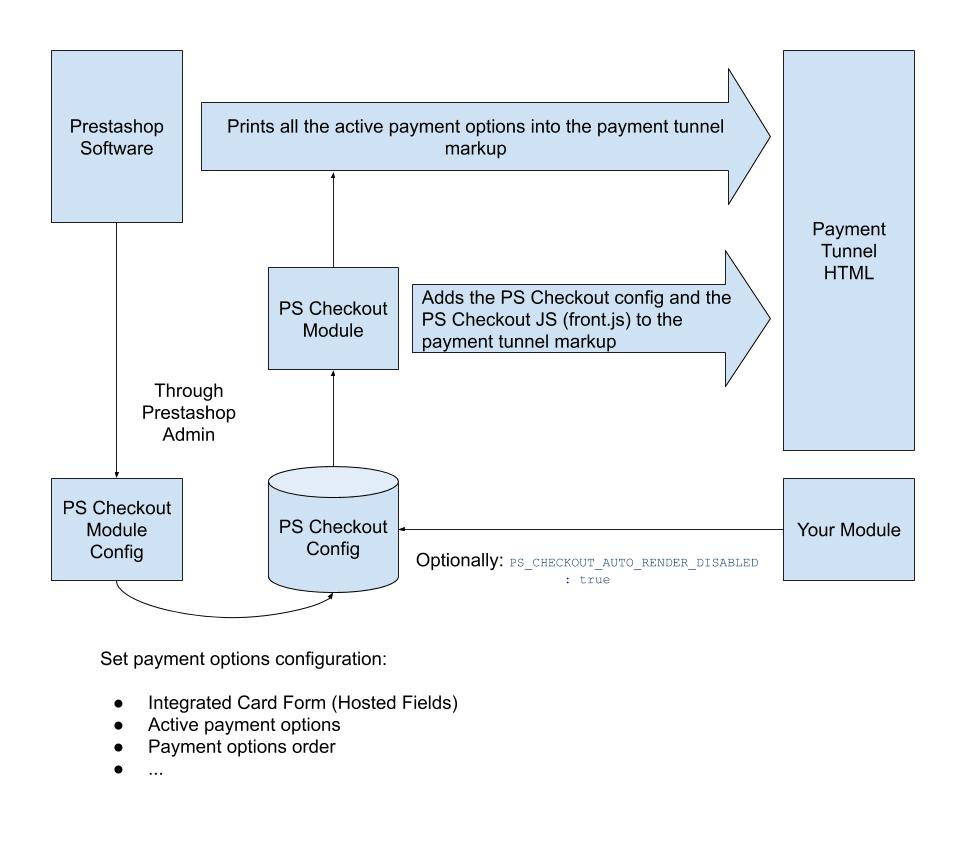 Prestashop
Software
Prints all the active payment options into the payment tunnel
markup
Payment
Tunnel
HTML
PS Checkout
Module
Adds the PS Checkout config and the
PS Checkout JS (front.js) to the
payment tunnel markup
Through
Prestashop
Admin
PS Checkout
Module
Config
PS Checkout
Config
Your Module
Optionally: PS_CHECKOUT_AUTO_RENDER_DISABLED
: true
Set payment options configuration:
● Integrated Card Form (Hosted Fields)
● Active payment options
● Payment options order
● ...